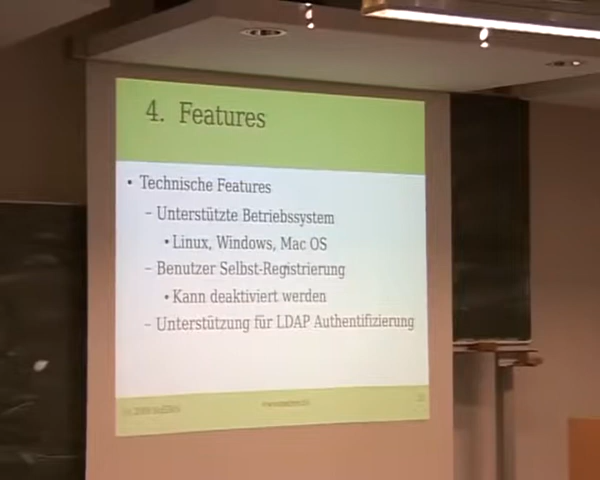 4. Features
• Technische Features
– Unterstützte Betriebssystem
• Linux, Windows, Mac OS
– Benutzer Selbst-Registrierung
• Kann deaktiviert werden
– Unterstützung für LDAP Authentifizierung